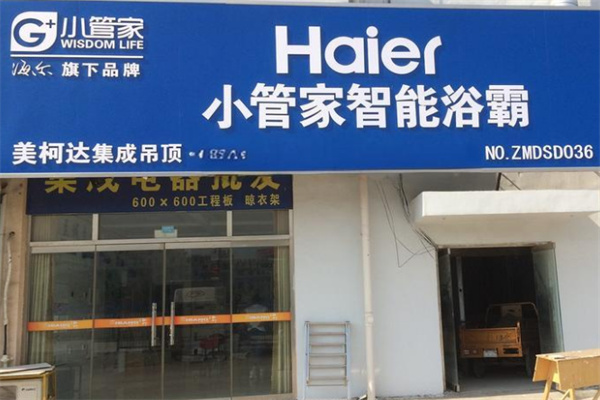 G+ 小管家
WISDOM LIFE
海尔 旗下品牌
Haier
小管家智能浴霸
美柯达集成吊顶
NO.ZMDSD036
集成电器批发
600×600工程板 晾衣架